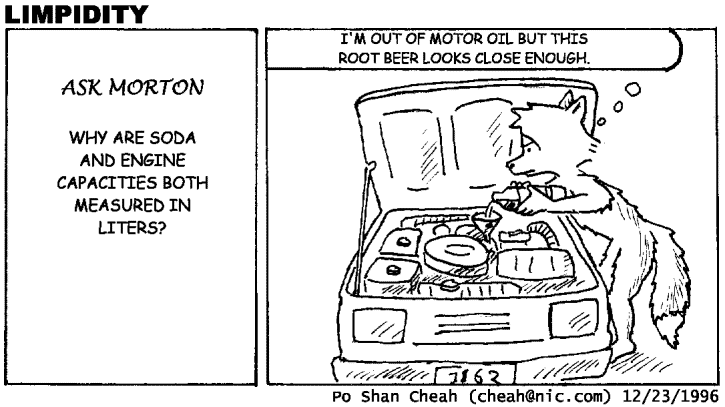 LIMPIDITY
ASK MORTON
WHY ARE SODA
AND ENGINE
CAPACITIES BOTH
MEASURED IN
LITERS?
I'M OUT OF MOTOR OIL BUT THIS
ROOT BEER LOOKS CLOSE ENOUGH.
Po Shan Cheah (cheah@nic.com) 12/23/1996